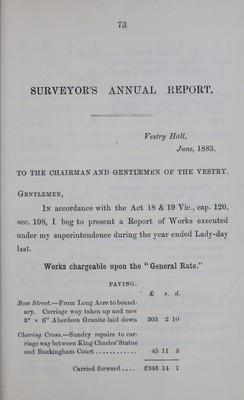 73
SURVEYOR'S ANNUAL REPORT.
Vestry Hall,
June, 1885.
TO THE CHAIRMAN AND GENTLEMEN OF THE VESTRY.
GENTLEMEN,
IN accordance with the Act 18 & 19 Vic., cap. 120,
sec. 198, I beg to present a Report of Works executed
under my superintendence during the year ended Lady-day
last.
Works chargeable upon the "General Rate."
PAVING.
£ s. d.
Bow Street.—From Long Acre to bound-
ary. Carriage way taken up and new
3" × 6" Aberdeen Granite laid down 303 2 10
Charing Cross.—Sundry repairs to car-
riage way between King Charles' Statue
and Buckingham Court ............ 45 11 3
Carried forward .... £348 14 1